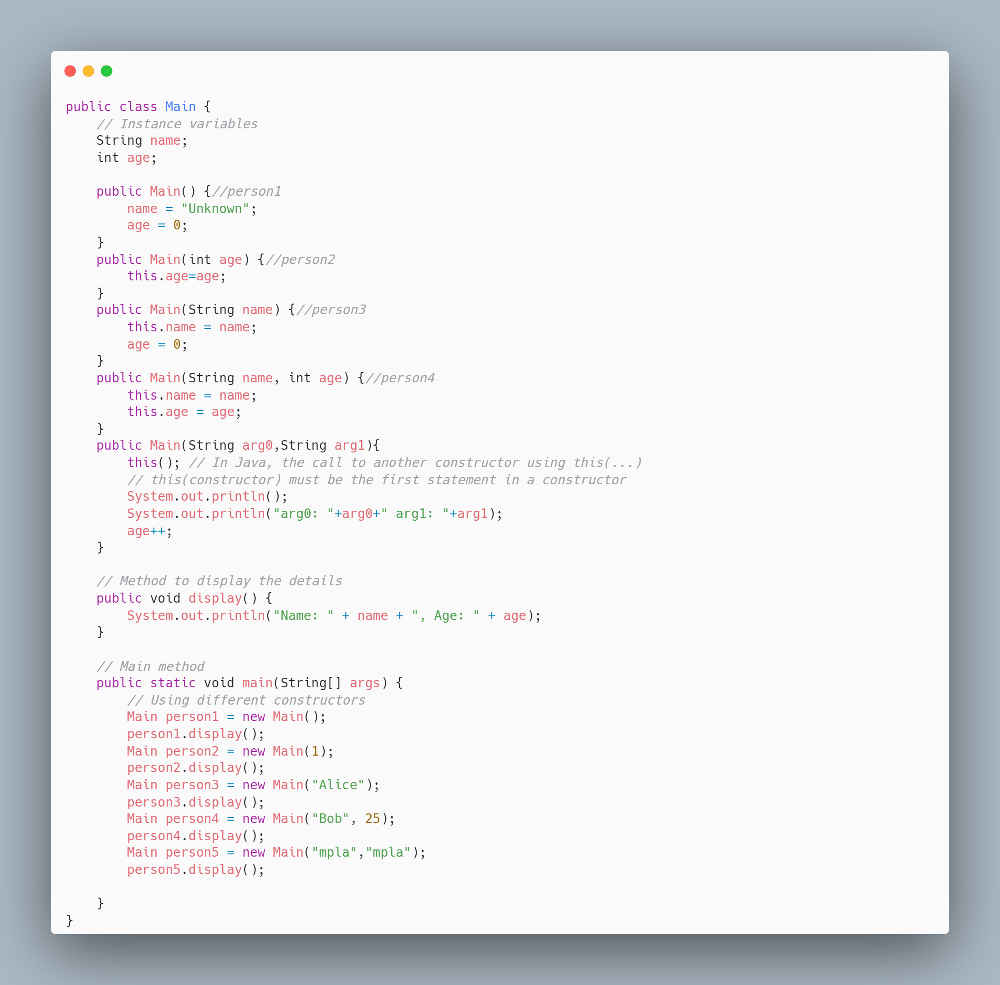 public class Main {
    // Instance variables
    String name;
    int age;

    public Main() {//person1
        name = "Unknown";
        age = 0;
    }
    public Main(int age) {//person2
        this.age=age;
    }
    public Main(String name) {//person3
        this.name = name;
        age = 0;
    }
    public Main(String name, int age) {//person4
        this.name = name;
        this.age = age;
    }
    public Main(String arg0,String arg1){
        this(); // In Java, the call to another constructor using this(...)
        // this(constructor) must be the first statement in a constructor
        System.out.println();
        System.out.println("arg0: "+arg0+" arg1: "+arg1);
        age++;
    }

    // Method to display the details
    public void display() {
        System.out.println("Name: " + name + ", Age: " + age);
    }

    // Main method
    public static void main(String[] args) {
        // Using different constructors
        Main person1 = new Main();
        person1.display();
        Main person2 = new Main(1);
        person2.display();
        Main person3 = new Main("Alice");
        person3.display();
        Main person4 = new Main("Bob", 25);
        person4.display();
        Main person5 = new Main("mpla","mpla");
        person5.display();

    }
}